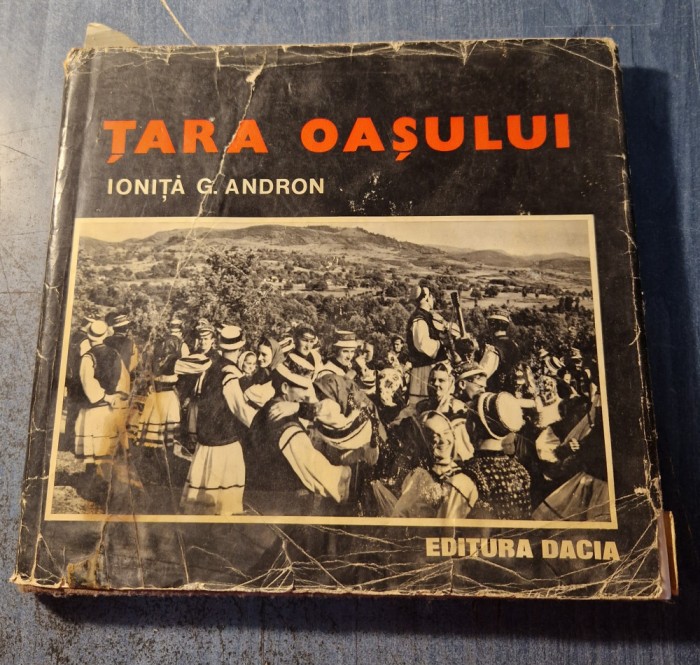 ȚARA OAȘULUI
IONIȚĂ G. ANDRON
EDITURA DACIA